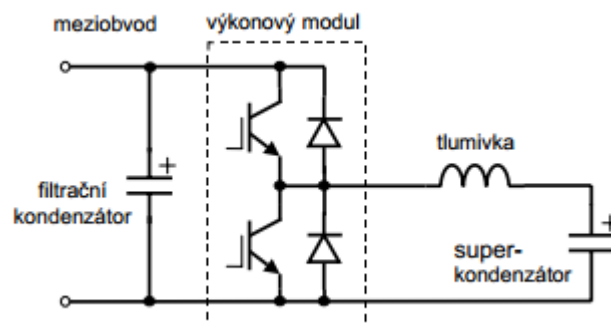 meziobvod
výkonový modul
tlumivka
+
filtrační
kondenzátor
+
super-
kondenzátor